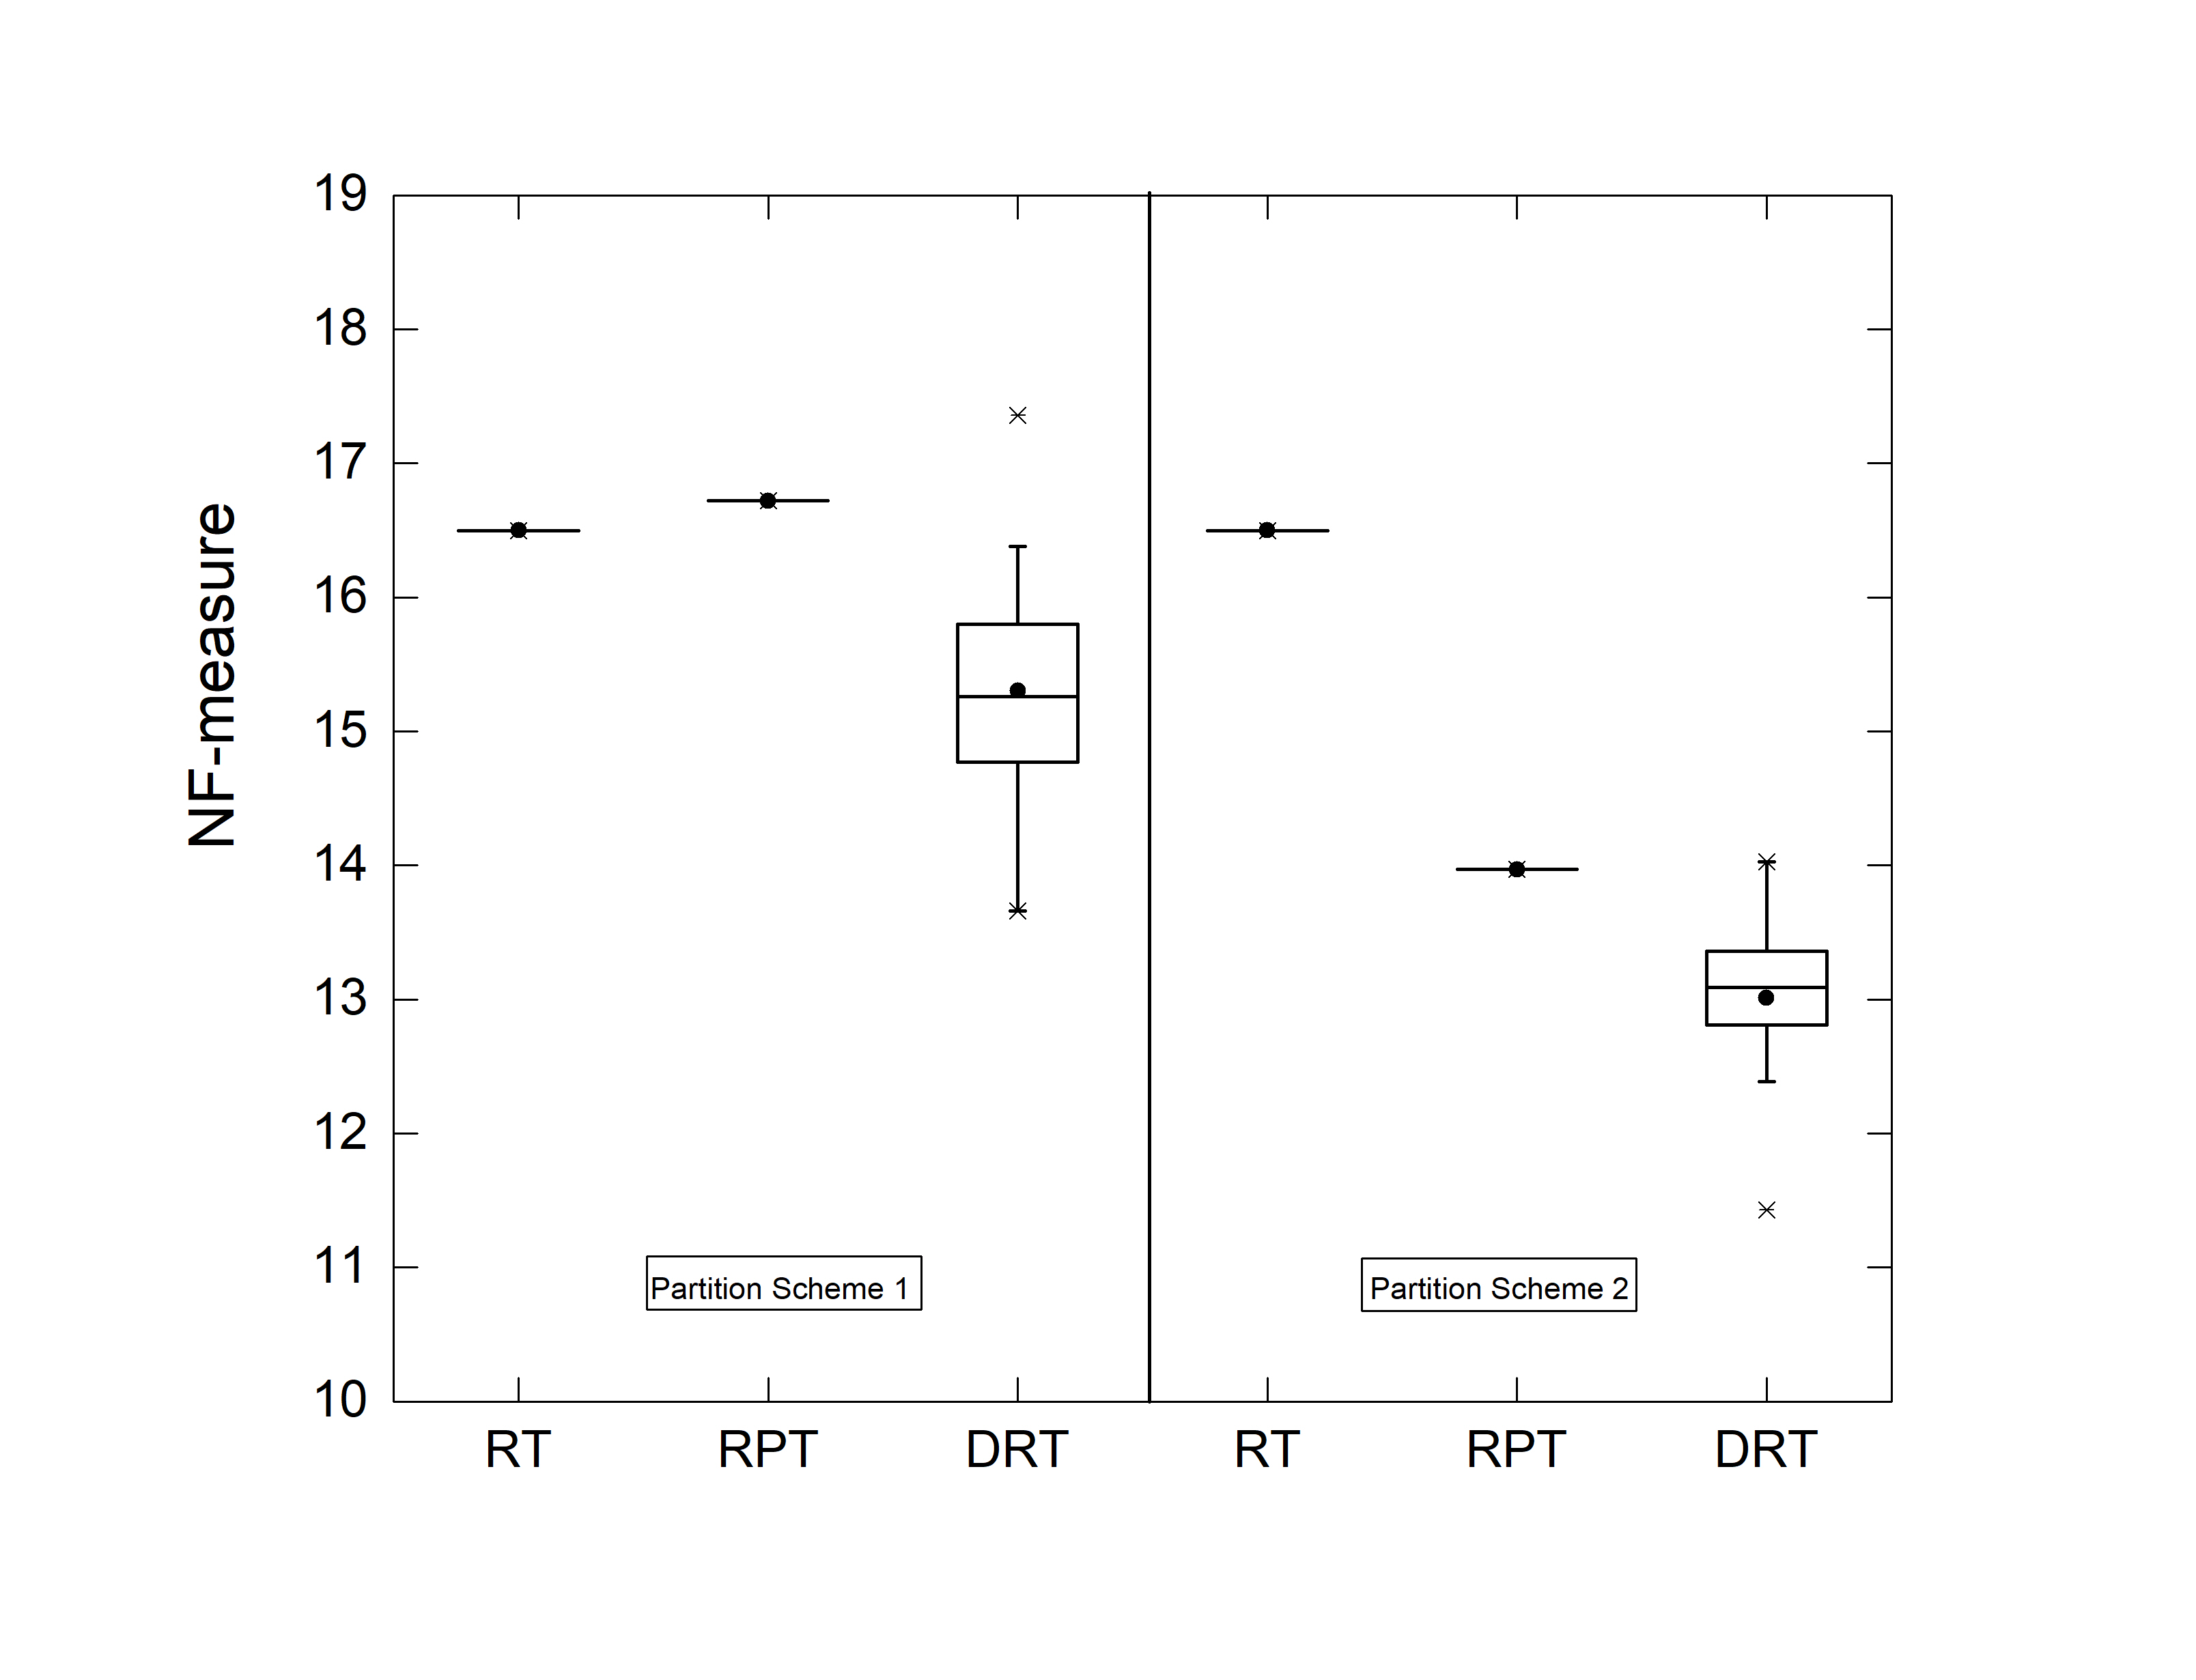 NF-measure
19
18
17
16
15
14
13
12
11
10
Partition Scheme 1
Partition Scheme 2
RT RPT DRT RT RPT DRT